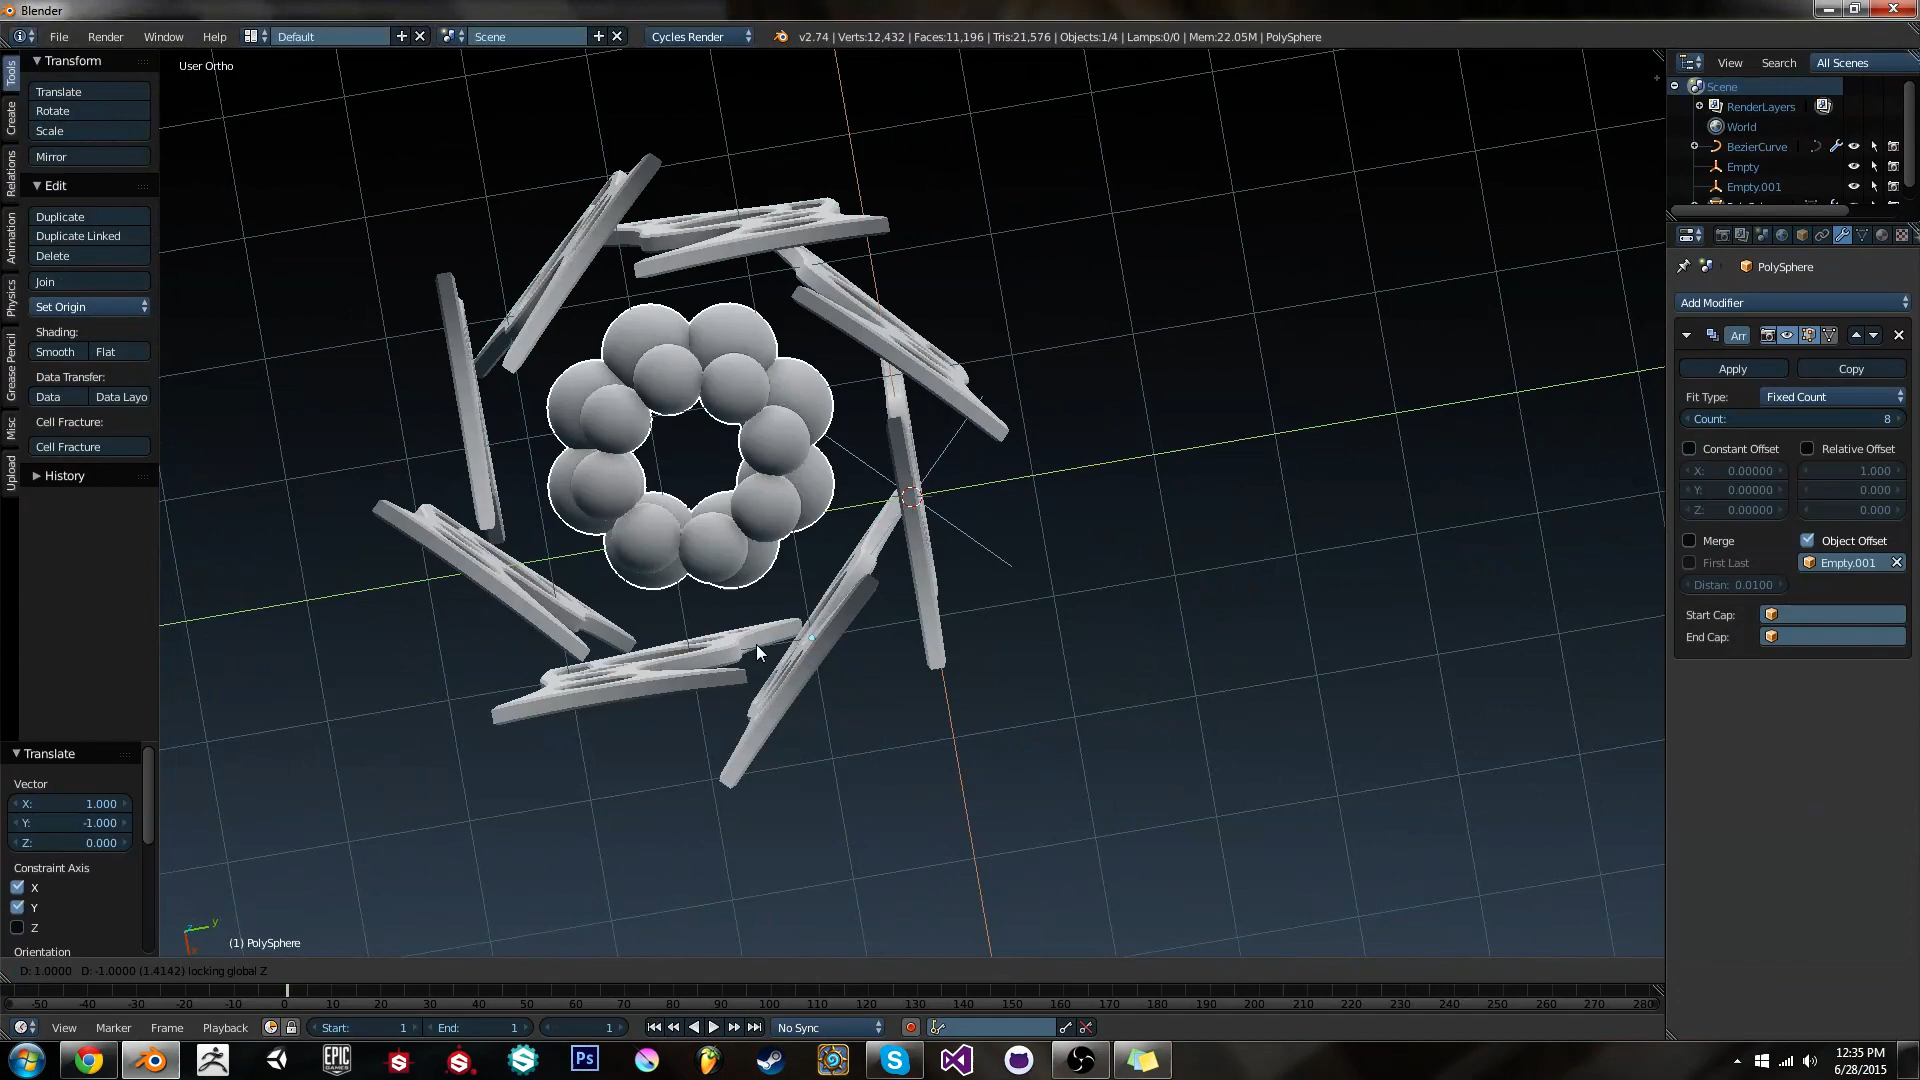 Blender
File Render Window Help Default Scene Cycles Render v2.74 | Verts:12,432 | Faces:11,196 | Tris:21,576 | Objects:1/4 | Lamps:0/0 | Mem:22.05M | PolySphere
Tools
Create
Relations
Animation
Physics
Grease Pencil
Misc
Upload
Transform
Translate
Rotate
Scale
Mirror
Edit
Duplicate
Duplicate Linked
Delete
Join
Set Origin
Shading:
Smooth Flat
Data Transfer:
Data Data Layo
Cell Fracture:
Cell Fracture
History
Translate
Vector
X: 1.000
Y: -1.000
Z: 0.000
Constraint Axis
X
Y
Z
Orientation
User Ortho
z y
x
(1) PolySphere
View Search All Scenes
Scene
RenderLayers
World
BezierCurve
Empty
Empty.001
PolySphere
Add Modifier
Arr
Apply Copy
Fit Type: Fixed Count
Count: 8
Constant Offset Relative Offset
X: 0.00000 1.000
Y: 0.00000 0.000
Z: 0.00000 0.000
Merge Object Offset
First Last Empty.001
Distan: 0.0100
Start Cap:
End Cap:
D: 1.0000 D: -1.0000 (1.4142) locking global Z
-50 -40 -30 -20 -10 0 10 20 30 40 50 60 70 80 90 100 110 120 130 140 150 160 170 180 190 200 210 220 230 240 250 260 270 280
View Marker Frame Playback Start: 1 End: 1 1 No Sync
EPIC GAMES
Ps
12:35 PM
6/28/2015